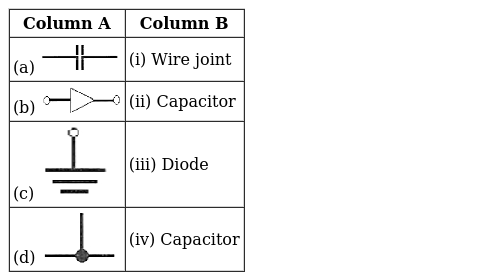 Column A Column B
(a) (i) Wire joint
(b) (ii) Capacitor
(c) (iii) Diode
(d) (iv) Capacitor